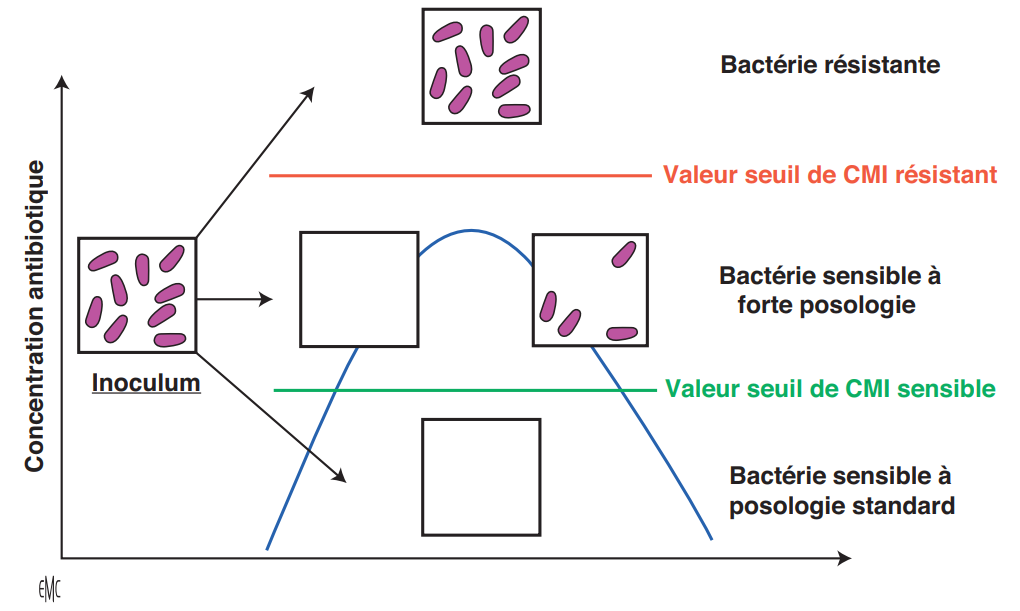 Bactérie résistante
Valeur seuil de CMI résistant
Concentration antibiotique
Bactérie sensible à
forte posologie
Inoculum
Valeur seuil de CMI sensible
Bactérie sensible à
posologie standard
EMC